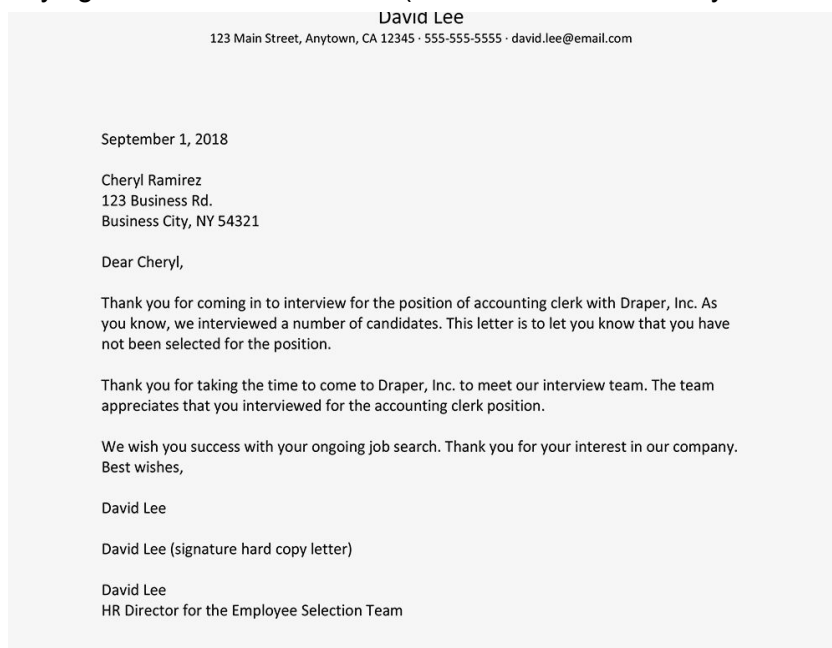 David Lee
123 Main Street, Anytown, CA 12345 · 555-555-5555 · david.lee@email.com
September 1, 2018
Cheryl Ramirez
123 Business Rd.
Business City, NY 54321
Dear Cheryl,
Thank you for coming in to interview for the position of accounting clerk with Draper, Inc. As
you know, we interviewed a number of candidates. This letter is to let you know that you have
not been selected for the position.
Thank you for taking the time to come to Draper, Inc. to meet our interview team. The team
appreciates that you interviewed for the accounting clerk position.
We wish you success with your ongoing job search. Thank you for your interest in our company.
Best wishes,
David Lee
David Lee (signature hard copy letter)
David Lee
HR Director for the Employee Selection Team